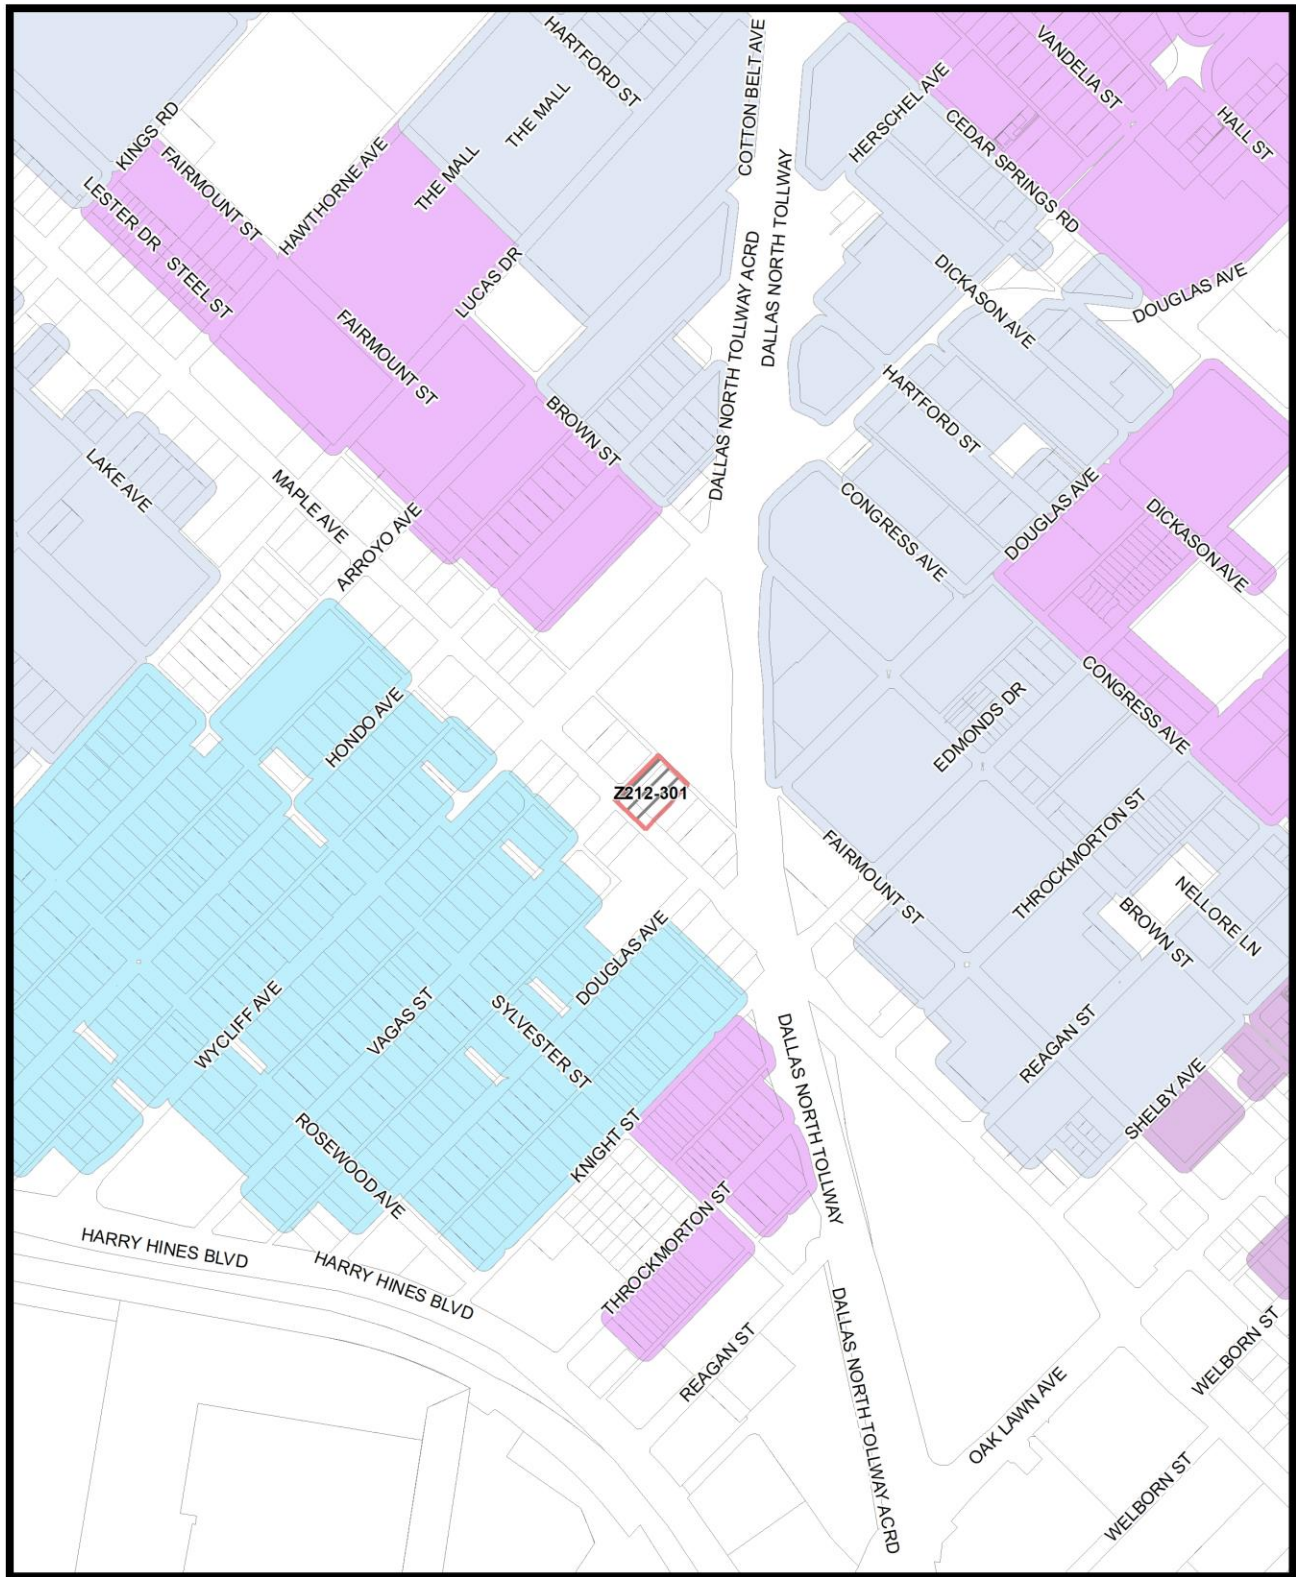 HARTFORD ST
COTTON BELT AVE
VANDELIA ST
HERSCHEL AVE
THE MALL
KINGS RD
CEDAR SPRINGS RD
HALL ST
FAIRMOUNT ST
HAWTHORNE AVE
THE MALL
DALLAS NORTH TOLLWAY
LESTER DR
STEEL ST
LUCAS DR
DALLAS NORTH TOLLWAY ACRD
DICKASON AVE
DOUGLAS AVE
FAIRMOUNT ST
HARTFORD ST
BROWN ST
LAKE AVE
MAPLE AVE
ARROYO AVE
CONGRESS AVE
DOUGLAS AVE
DICKASON AVE
HONDO AVE
EDMONDS DR
CONGRESS AVE
Z212-301
FAIRMOUNT ST
THROCKMORTON ST
NELLORE LN
BROWN ST
DOUGLAS AVE
WYCLIFF AVE
VAGAS ST
SYLVESTER ST
DALLAS NORTH TOLLWAY
REAGAN ST
SHELBY AVE
ROSEWOOD AVE
KNIGHT ST
THROCKMORTON ST
HARRY HINES BLVD
HARRY HINES BLVD
REAGAN ST
DALLAS NORTH TOLLWAY ACRD
WELBORN ST
OAK LAWN AVE
WELBORN ST